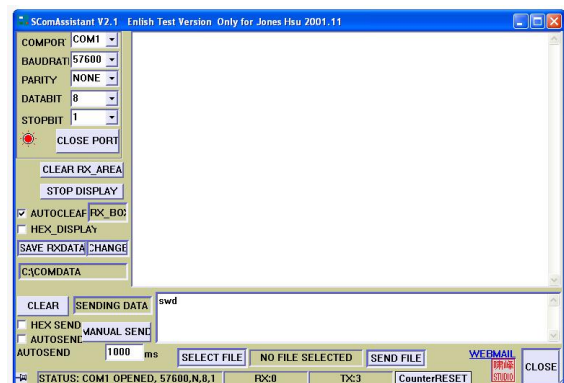 SComAssistant V2.1 Enlish Test Version Only for Jones Hsu 2001.11
COMPOR COM1
BAUDRATI 57600
PARITY NONE
DATABIT 8
STOPBIT 1
CLOSE PORT
CLEAR RX_AREA
STOP DISPLAY
AUTOCLEAF RX_BO
HEX_DISPLAY
SAVE RXDATA CHANGE
C:\COMDATA
CLEAR SENDING DATA swd
HEX SEND MANUAL SEND
AUTOSEND
AUTOSEND 1000 ms SELECT FILE NO FILE SELECTED SEND FILE WEBMAIL CLOSE
STATUS: COM1 OPENED, 57600,N,8,1 RX:0 TX:3 CounterRESET STUDIO